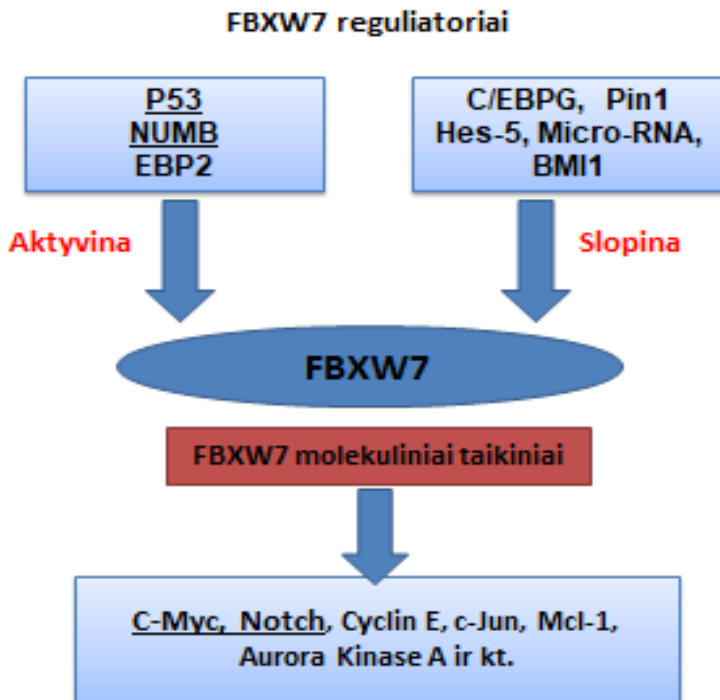 FBXW7 reguliatoriai
P53
NUMB
EBP2
C/EBPG, Pin1
Hes-5, Micro-RNA,
BMI1
Aktyvina
Slopina
FBXW7
FBXW7 molekuliniai taikiniai
C-Myc, Notch, Cyclin E, c-Jun, Mcl-1,
Aurora Kinase A ir kt.